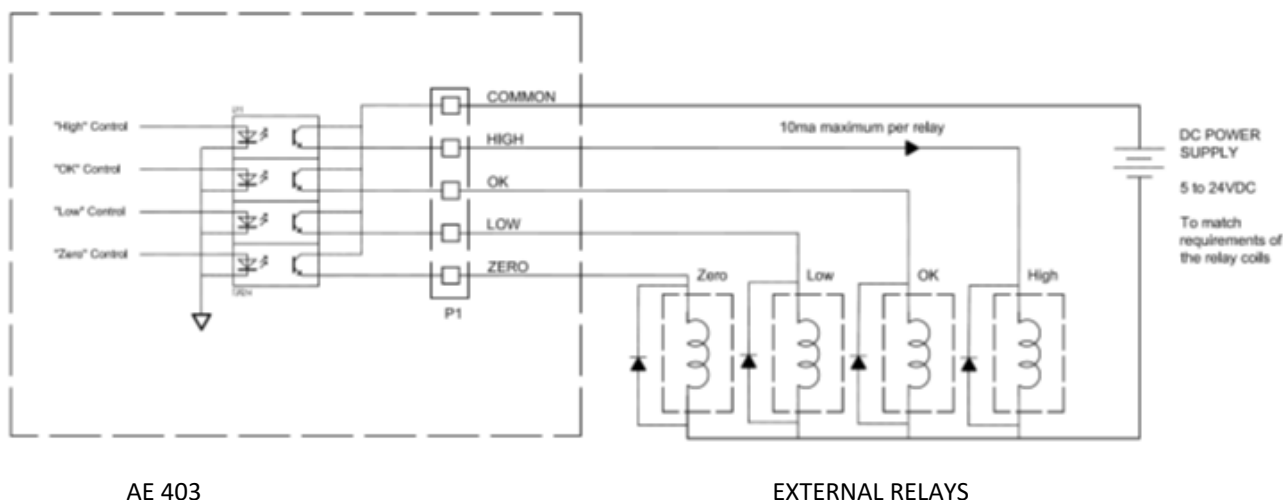 COMMON
HIGH
OK
LOW
ZERO
P1
"High" Control
"OK" Control
"Low" Control
"Zero" Control
10ma maximum per relay
DC POWER
SUPPLY
5 to 24VDC
To match
requirements of
the relay coils
Zero
Low
OK
High
AE 403
EXTERNAL RELAYS